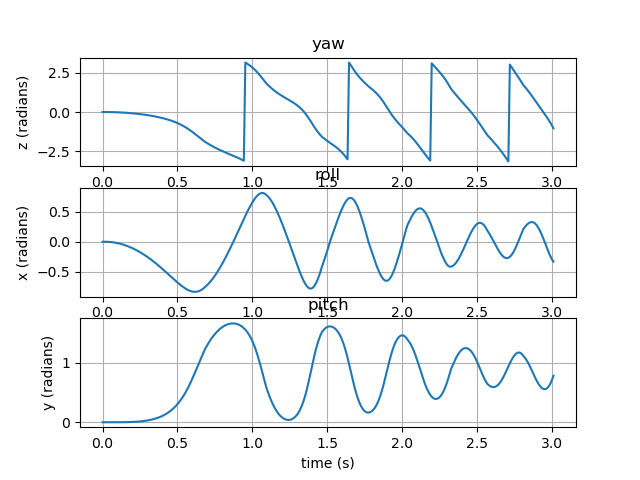 yaw
z (radians)
2.5
0.0
−2.5
0.0 0.5 1.0 1.5 2.0 2.5 3.0
roll
x (radians)
0.5
0.0
−0.5
0.0 0.5 1.0 1.5 2.0 2.5 3.0
pitch
y (radians)
1
0
0.0 0.5 1.0 1.5 2.0 2.5 3.0
time (s)